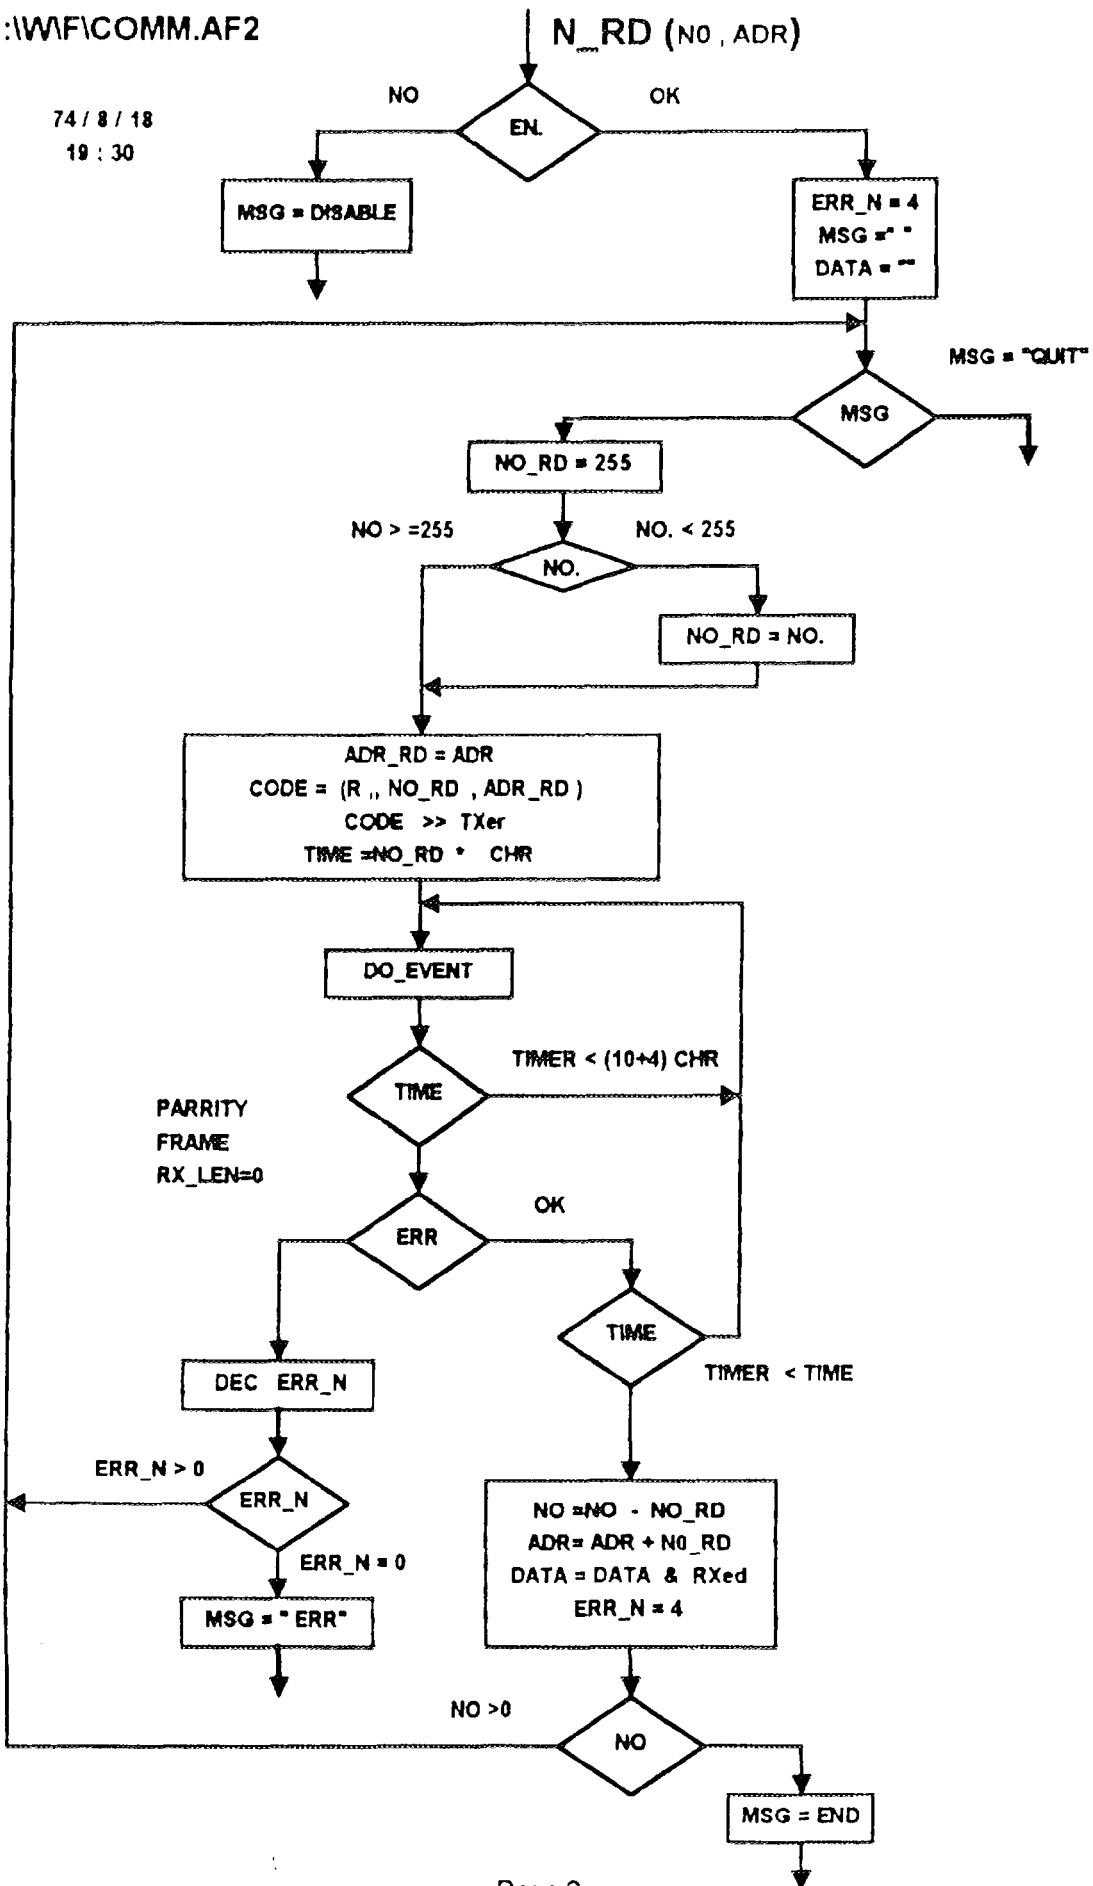 :\W\F\COMM.AF2
N_RD (N0 , ADR)
74 / 8 / 18
19 : 30
NO
OK
EN.
MSG = DISABLE
ERR_N = 4
MSG =" "
DATA = ""
MSG = "QUIT"
MSG
NO_RD = 255
NO > =255
NO. < 255
NO.
NO_RD = NO.
ADR_RD = ADR
CODE = (R ,, NO_RD , ADR_RD )
CODE >> TXer
TIME =NO_RD * CHR
DO_EVENT
TIME
TIMER < (10+4) CHR
PARRITY
FRAME
RX_LEN=0
OK
ERR
TIME
TIMER < TIME
DEC ERR_N
ERR_N > 0
ERR_N
ERR_N = 0
MSG = " ERR"
NO =NO - NO_RD
ADR= ADR + N0_RD
DATA = DATA & RXed
ERR_N = 4
NO >0
NO
MSG = END